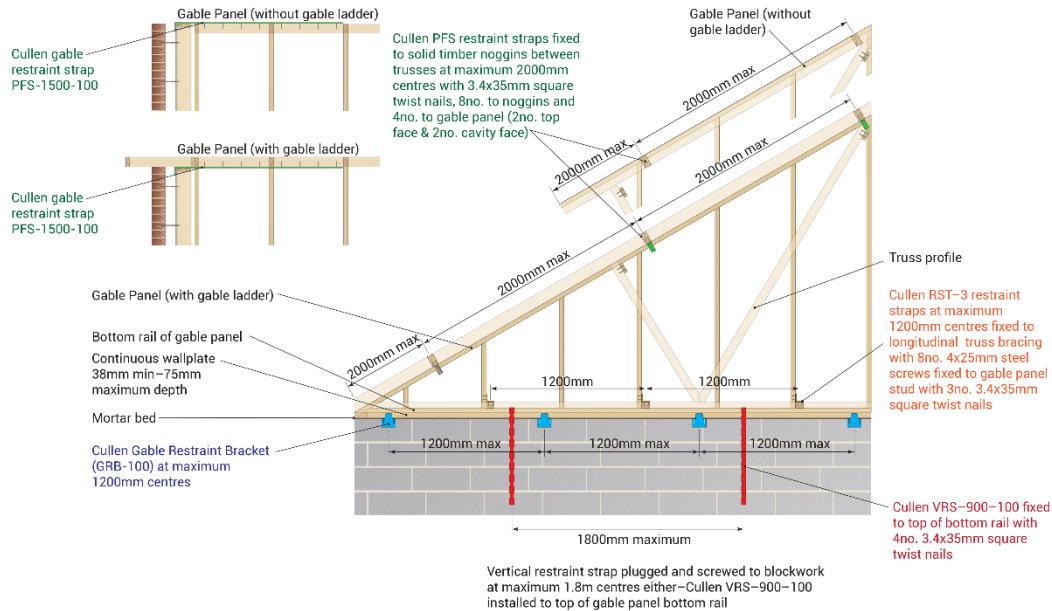 Gable Panel (without gable ladder)
Cullen gable
restraint strap
PFS-1500-100
Gable Panel (with gable ladder)
Cullen gable
restraint strap
PFS-1500-100
Cullen PFS restraint straps fixed
to solid timber noggins between
trusses at maximum 2000mm
centres with 3.4x35mm square
twist nails, 8no. to noggins and
4no. to gable panel (2no. top
face & 2no. cavity face)
Gable Panel (without
gable ladder)
2000mm max
2000mm max
2000mm max
2000mm max
2000mm max
Gable Panel (with gable ladder)
Bottom rail of gable panel
Continuous wallplate
38mm min–75mm
maximum depth
Mortar bed
Cullen Gable Restraint Bracket
(GRB-100) at maximum
1200mm centres
Truss profile
Cullen RST–3 restraint
straps at maximum
1200mm centres fixed to
longitudinal truss bracing
with 8no. 4x25mm steel
screws fixed to gable panel
stud with 3no. 3.4x35mm
square twist nails
1200mm
1200mm
1200mm max
1200mm max
1200mm max
1800mm maximum
Cullen VRS–900–100 fixed
to top of bottom rail with
4no. 3.4x35mm square
twist nails
Vertical restraint strap plugged and screwed to blockwork
at maximum 1.8m centres either–Cullen VRS–900–100
installed to top of gable panel bottom rail